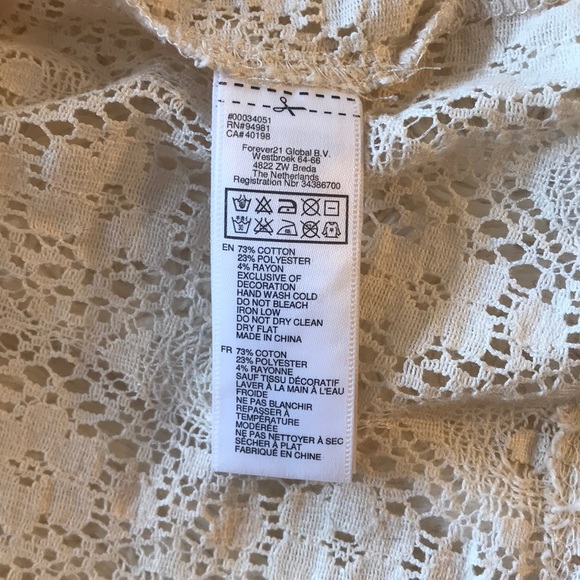 #00034051
RN#94981
CA#40198
Forever21 Global B.V.
Westbroek 64-66
4822 ZW Breda
The Netherlands
Registration Nbr 34386700
EN 73% COTTON
23% POLYESTER
4% RAYON
EXCLUSIVE OF
DECORATION
HAND WASH COLD
DO NOT BLEACH
IRON LOW
DO NOT DRY CLEAN
DRY FLAT
MADE IN CHINA
FR 73% COTON
23% POLYESTER
4% RAYONNE
SAUF TISSU DÉCORATIF
LAVER À LA MAIN À L'EAU
FROIDE
NE PAS BLANCHIR
REPASSER À
TEMPÉRATURE
MODÉRÉE
NE PAS NETTOYER À SEC
SÉCHER À PLAT
FABRIQUÉ EN CHINE